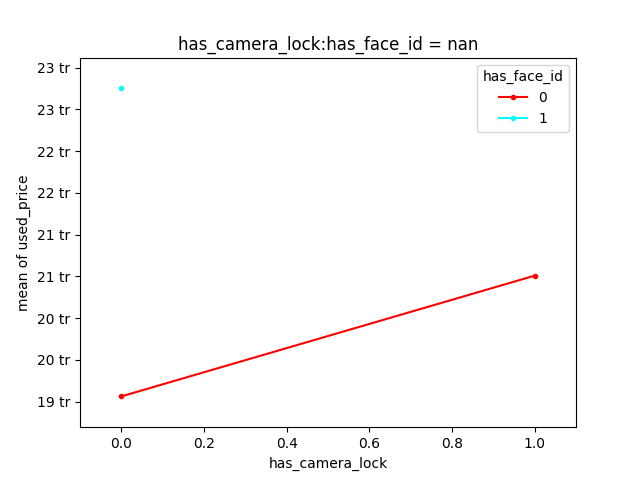 has_camera_lock:has_face_id = nan
has_face_id
0
1
mean of used_price
23 tr
23 tr
22 tr
22 tr
21 tr
21 tr
20 tr
20 tr
19 tr
0.0 0.2 0.4 0.6 0.8 1.0
has_camera_lock